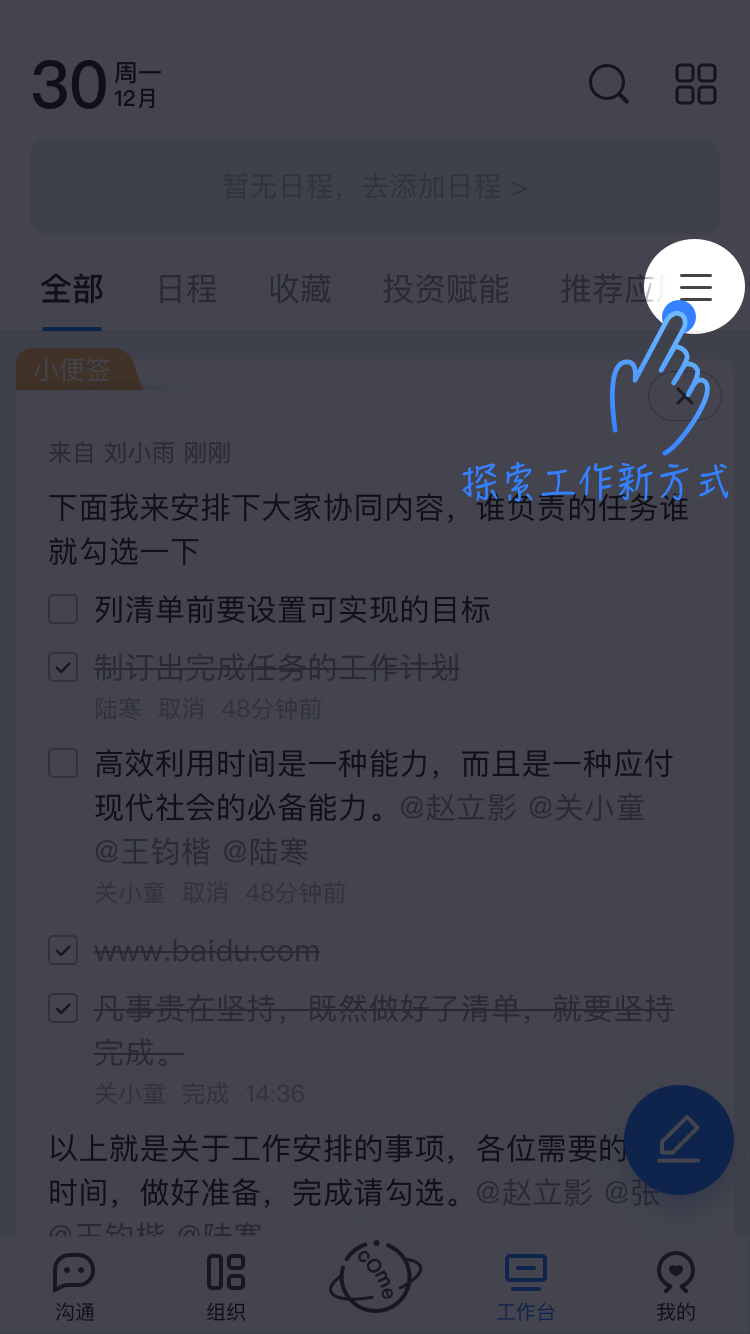 30 周一
12月
暂无日程，去添加日程 >
全部 日程 收藏 投资赋能 推荐应
小便签
来自 刘小雨 刚刚
探索工作新方式
下面我来安排下大家协同内容，谁负责的任务谁
就勾选一下
列清单前要设置可实现的目标
制订出完成任务的工作计划
陆寒 取消 48分钟前
高效利用时间是一种能力，而且是一种应付
现代社会的必备能力。@赵立影 @关小童
@王钧楷 @陆寒
关小童 取消 48分钟前
www.baidu.com
凡事贵在坚持，既然做好了清单，就要坚持
完成。
关小童 完成 14:36
以上就是关于工作安排的事项，各位需要的
时间，做好准备，完成请勾选。@赵立影 @张
@王钧楷 @陆寒
cOme
沟通 组织 工作台 我的